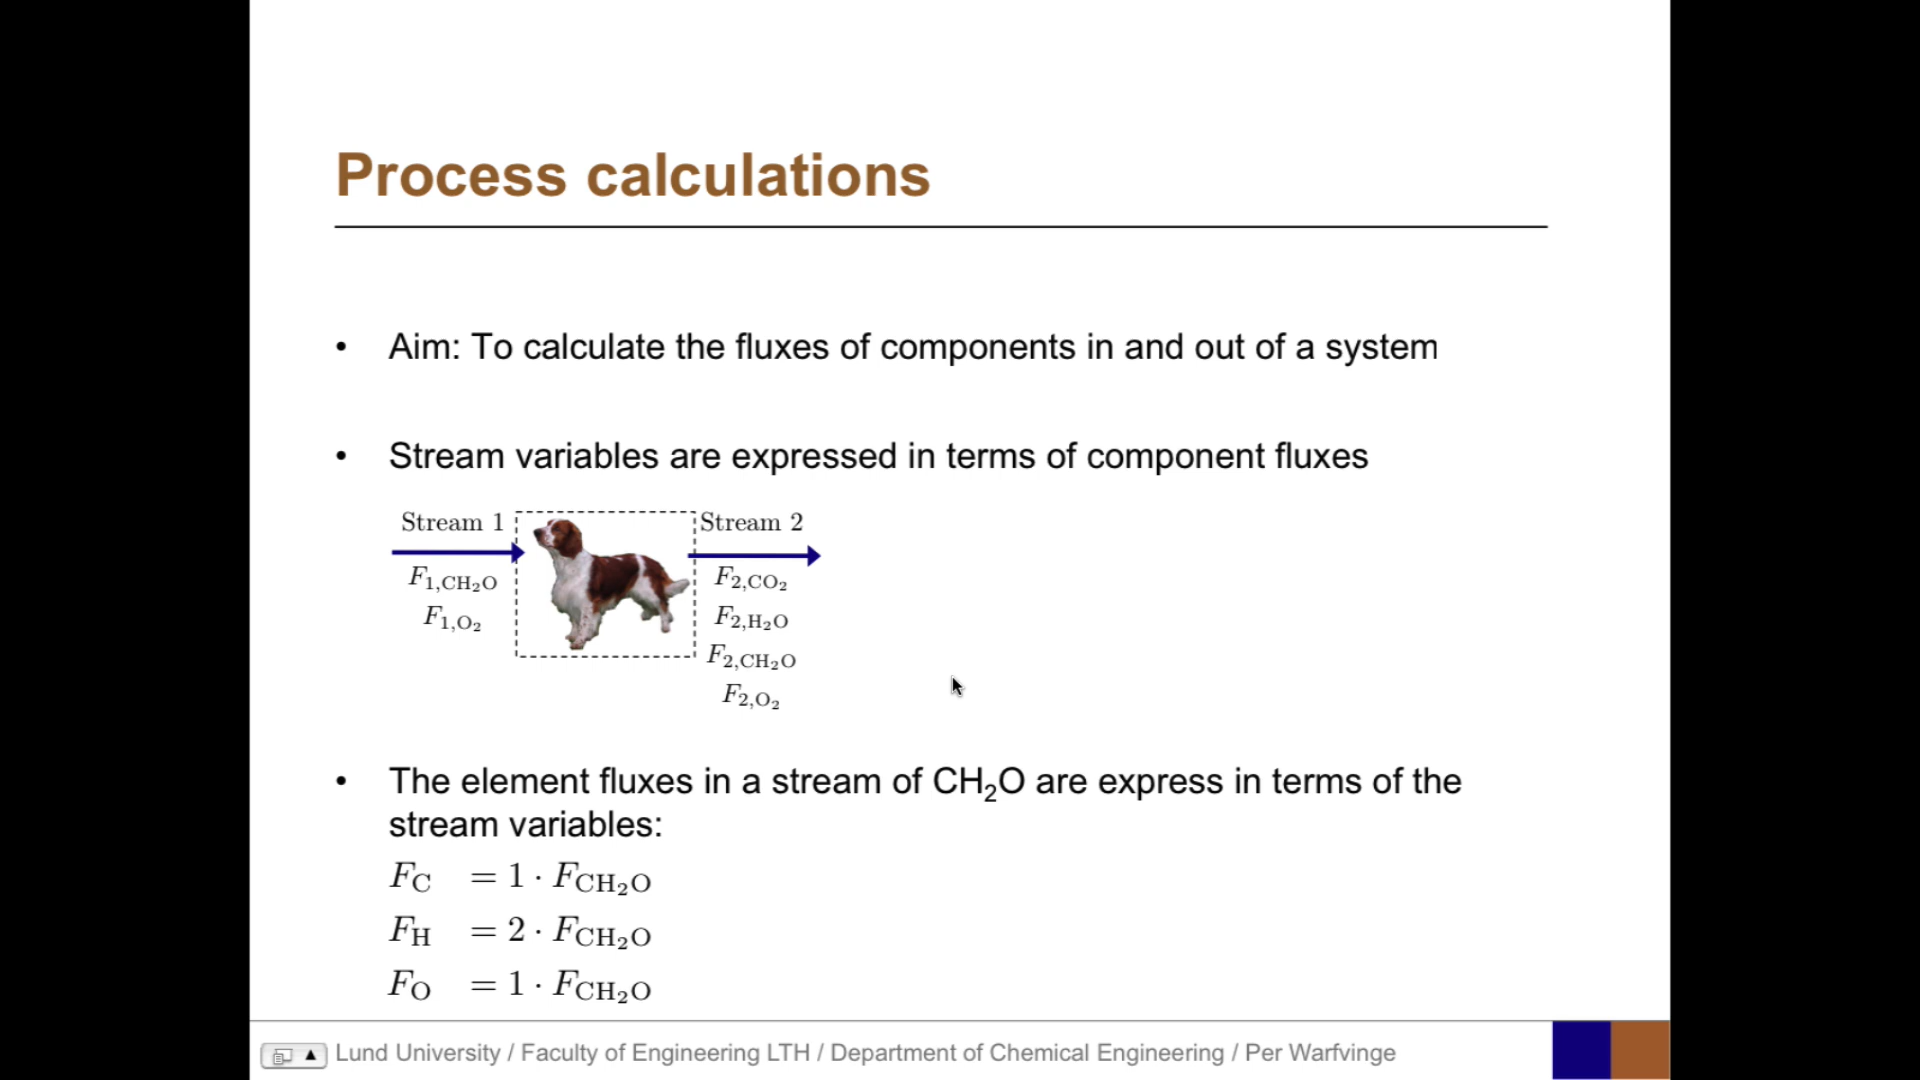 Process calculations
• Aim: To calculate the fluxes of components in and out of a system
• Stream variables are expressed in terms of component fluxes
Stream 1
F₁,CH₂O
F₁,O₂
Stream 2
F₂,CO₂
F₂,H₂O
F₂,CH₂O
F₂,O₂
• The element fluxes in a stream of CH₂O are express in terms of the
stream variables:
F_C = 1 · F_CH₂O
F_H = 2 · F_CH₂O
F_O = 1 · F_CH₂O
Lund University / Faculty of Engineering LTH / Department of Chemical Engineering / Per Warfvinge